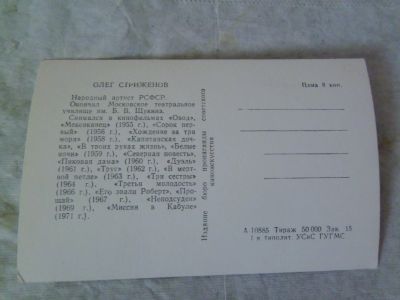 ОЛЕГ СТРИЖЕНОВ
Народный артист РСФСР
Окончил Московское театральное
училище им. Б. В. Щукина.
Снимался в кинофильмах «Овод»,
«Мексиканец» (1955 г.), «Сорок пер-
вый» (1956 г.), «Хождение за три
моря» (1958 г.), «Капитанская доч-
ка», «В твоих руках жизнь», «Белые
ночи» (1959 г.), «Северная повесть»,
«Пиковая дама» (1960 г.), «Дуэль»
(1961 г.), «Трус» (1962 г.), «В мерт-
вой петле» (1963 г.), «Три сестры»
(1964 г.), «Третья молодость»
(1966 г.), «Его звали Роберт», «Про-
щай» (1967 г.), «Неподсуден»
(1969 г.), «Миссия в Кабуле»
(1971 г.).
Издание бюро пропаганды советского
киноискусства
Цена 8 коп.
А 10885 Тираж 50 000 Зак 15
1 я типолит УСиС ГУГМС